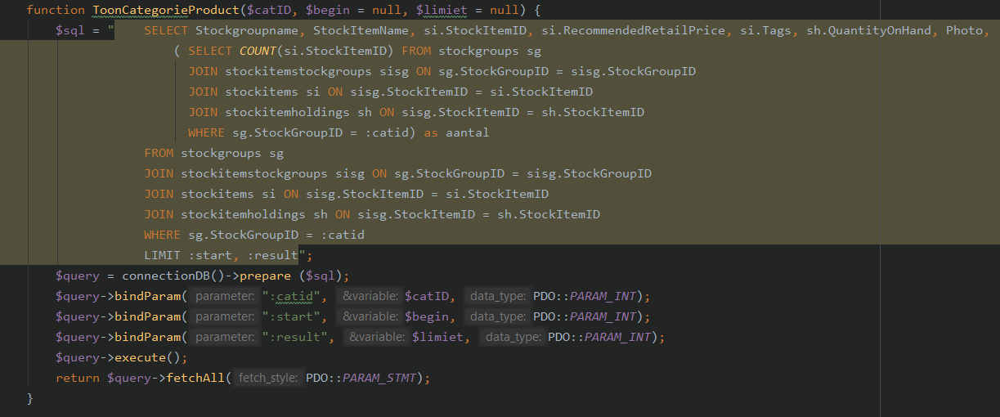 function ToonCategorieProduct($catID, $begin = null, $limiet = null) {
$sql = " SELECT Stockgroupname, StockItemName, si.StockItemID, si.RecommendedRetailPrice, si.Tags, sh.QuantityOnHand, Photo,
( SELECT COUNT(si.StockItemID) FROM stockgroups sg
JOIN stockitemstockgroups sisg ON sg.StockGroupID = sisg.StockGroupID
JOIN stockitems si ON sisg.StockItemID = si.StockItemID
JOIN stockitemholdings sh ON sisg.StockItemID = sh.StockItemID
WHERE sg.StockGroupID = :catid) as aantal
FROM stockgroups sg
JOIN stockitemstockgroups sisg ON sg.StockGroupID = sisg.StockGroupID
JOIN stockitems si ON sisg.StockItemID = si.StockItemID
JOIN stockitemholdings sh ON sisg.StockItemID = sh.StockItemID
WHERE sg.StockGroupID = :catid
LIMIT :start, :result";
$query = connectionDB()->prepare ($sql);
$query->bindParam( parameter: ":catid", &variable: $catID, data_type: PDO::PARAM_INT);
$query->bindParam( parameter: ":start", &variable: $begin, data_type: PDO::PARAM_INT);
$query->bindParam( parameter: ":result", &variable: $limiet, data_type: PDO::PARAM_INT);
$query->execute();
return $query->fetchAll( fetch_style: PDO::PARAM_STMT);
}